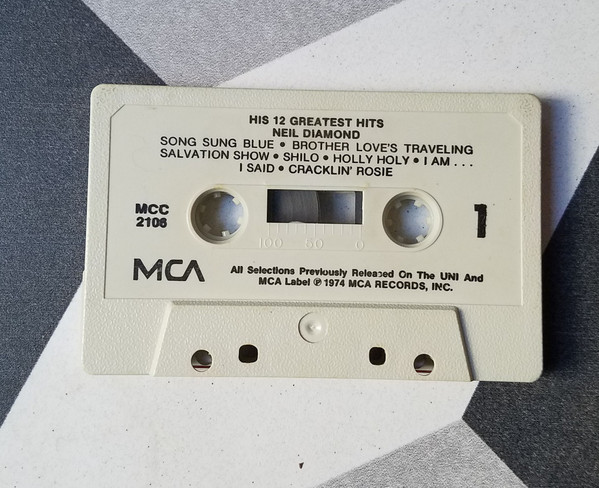 HIS 12 GREATEST HITS
NEIL DIAMOND
SONG SUNG BLUE • BROTHER LOVE'S TRAVELING
SALVATION SHOW • SHILO • HOLLY HOLY • I AM . . .
I SAID • CRACKLIN' ROSIE
MCC
2106
1
100 50 0
MCA
All Selections Previously Released On The UNI And
MCA Label ℗ 1974 MCA RECORDS, INC.